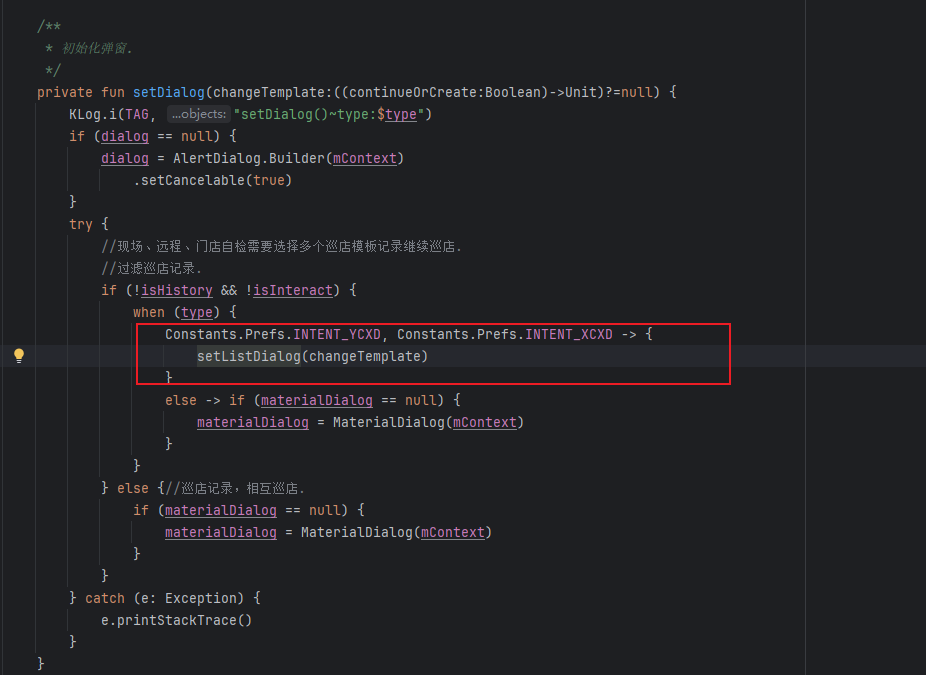 /**
 * 初始化弹窗.
 */
private fun setDialog(changeTemplate:((continueOrCreate:Boolean)->Unit)?=null) {
    KLog.i(TAG, ...objects: "setDialog()~type:$type")
    if (dialog == null) {
        dialog = AlertDialog.Builder(mContext)
            .setCancelable(true)
    }
    try {
        //现场、远程、门店自检需要选择多个巡店模板记录继续巡店.
        //过滤巡店记录.
        if (!isHistory && !isInteract) {
            when (type) {
                Constants.Prefs.INTENT_YCXD, Constants.Prefs.INTENT_XCXD -> {
                    setListDialog(changeTemplate)
                }
                else -> if (materialDialog == null) {
                    materialDialog = MaterialDialog(mContext)
                }
            }
        } else {//巡店记录，相互巡店.
            if (materialDialog == null) {
                materialDialog = MaterialDialog(mContext)
            }
        }
    } catch (e: Exception) {
        e.printStackTrace()
    }
}